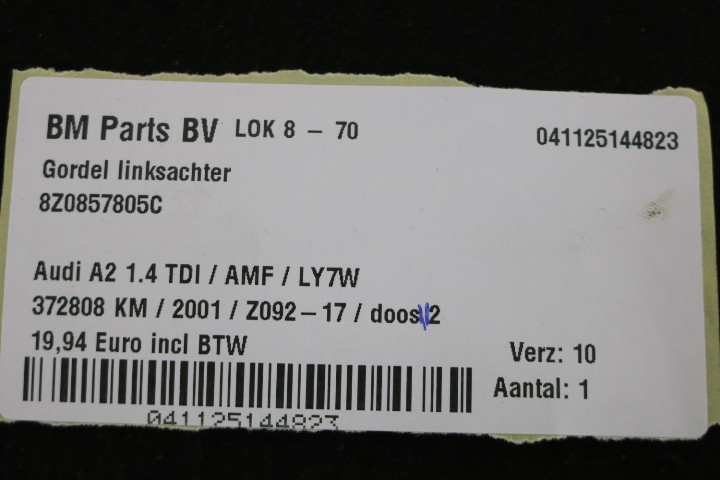 BM Parts BV LOK 8 - 70 041125144823
Gordel linksachter
8Z0857805C
Audi A2 1.4 TDI / AMF / LY7W
372808 KM / 2001 / Z092-17 / doos 2
19,94 Euro incl BTW
Verz: 10
Aantal: 1
041125144823